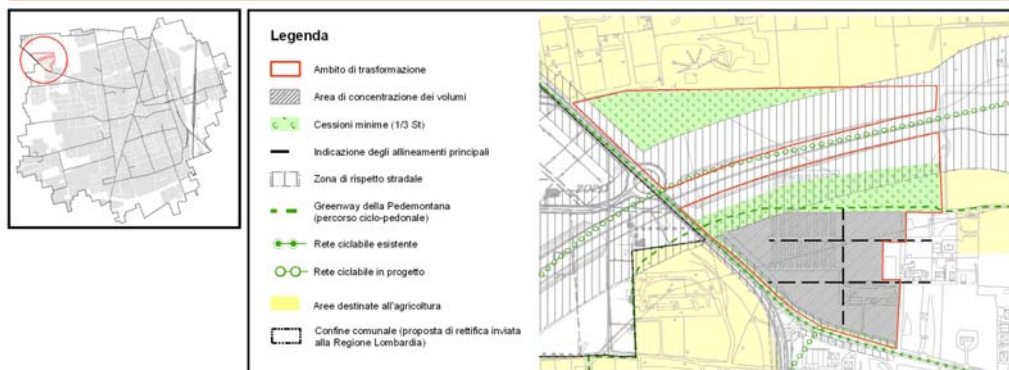 Legenda
Ambito di trasformazione
Area di concentrazione dei volumi
Cessioni minime (1/3 St)
Indicazione degli allineamenti principali
Zona di rispetto stradale
Greenway della Pedemontana
(percorso ciclo-pedonale)
Rete ciclabile esistente
Rete ciclabile in progetto
Aree destinate all'agricoltura
Confine comunale (proposta di rettifica inviata
alla Regione Lombardia)